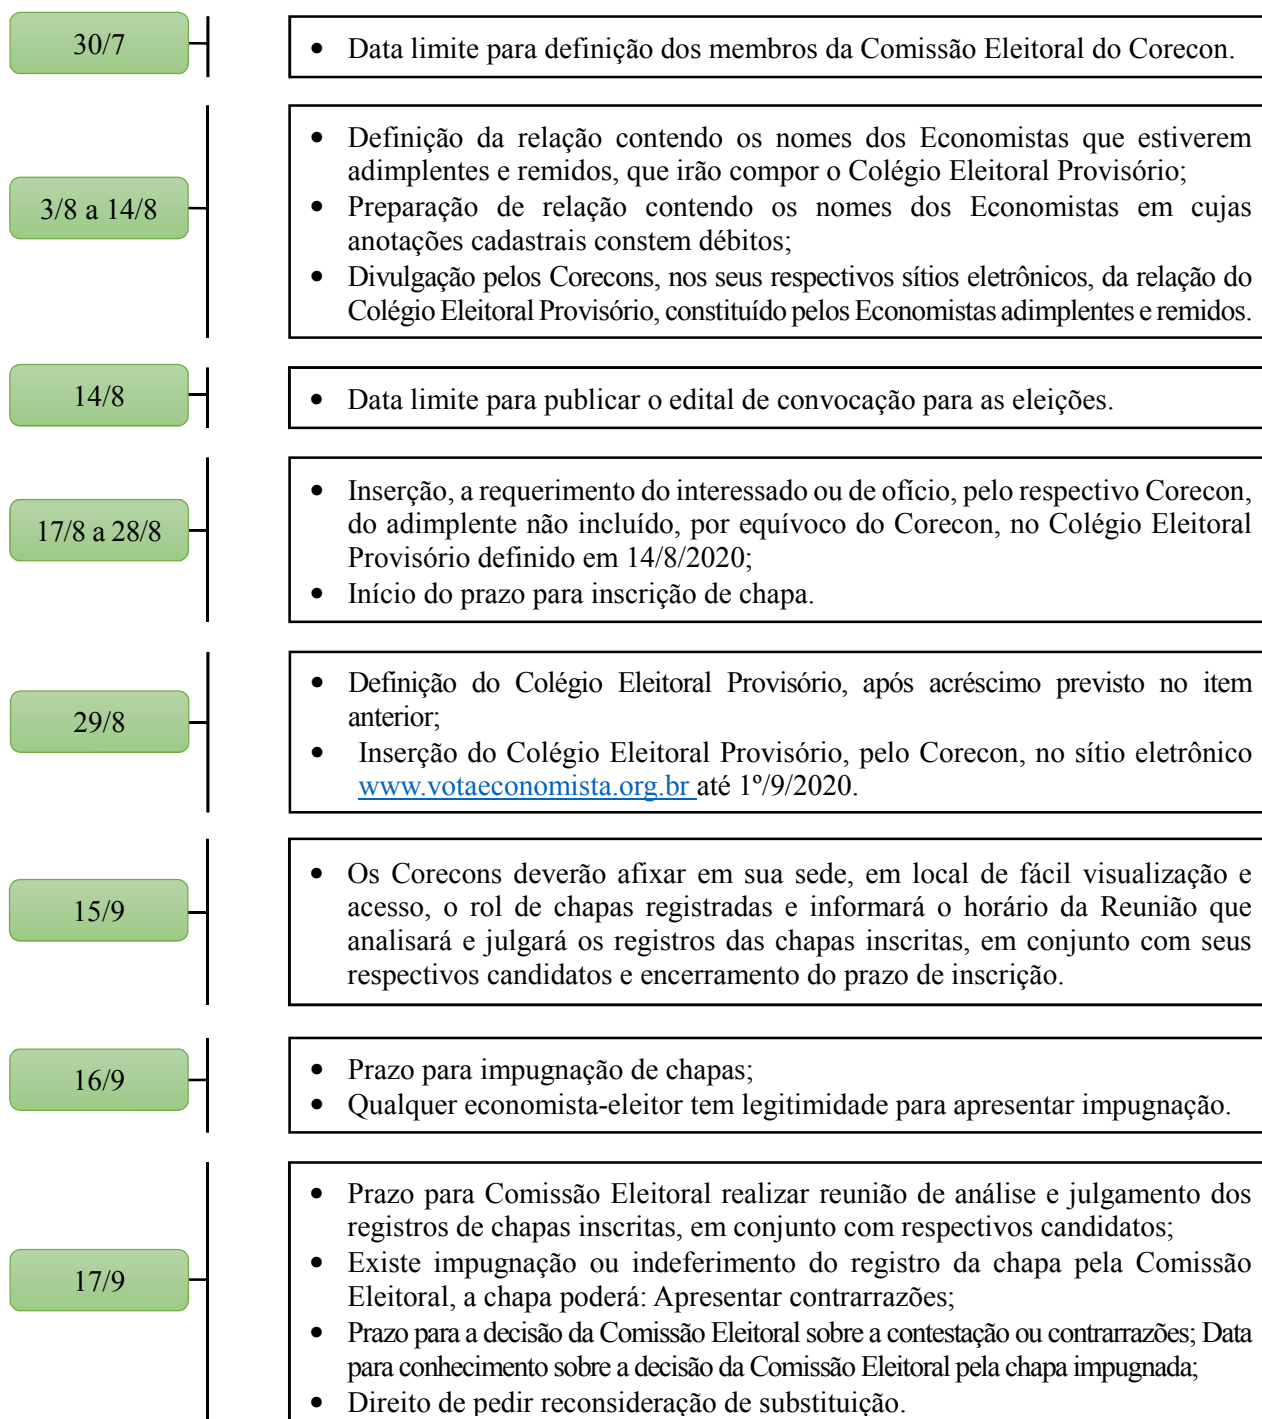 30/7
• Data limite para definição dos membros da Comissão Eleitoral do Corecon.
3/8 a 14/8
• Definição da relação contendo os nomes dos Economistas que estiverem
adimplentes e remidos, que irão compor o Colégio Eleitoral Provisório;
• Preparação de relação contendo os nomes dos Economistas em cujas
anotações cadastrais constem débitos;
• Divulgação pelos Corecons, nos seus respectivos sítios eletrônicos, da relação do
Colégio Eleitoral Provisório, constituído pelos Economistas adimplentes e remidos.
14/8
• Data limite para publicar o edital de convocação para as eleições.
17/8 a 28/8
• Inserção, a requerimento do interessado ou de ofício, pelo respectivo Corecon,
do adimplente não incluído, por equívoco do Corecon, no Colégio Eleitoral
Provisório definido em 14/8/2020;
• Início do prazo para inscrição de chapa.
29/8
• Definição do Colégio Eleitoral Provisório, após acréscimo previsto no item
anterior;
• Inserção do Colégio Eleitoral Provisório, pelo Corecon, no sítio eletrônico
www.votaeconomista.org.br até 1º/9/2020.
15/9
• Os Corecons deverão afixar em sua sede, em local de fácil visualização e
acesso, o rol de chapas registradas e informará o horário da Reunião que
analisará e julgará os registros das chapas inscritas, em conjunto com seus
respectivos candidatos e encerramento do prazo de inscrição.
16/9
• Prazo para impugnação de chapas;
• Qualquer economista-eleitor tem legitimidade para apresentar impugnação.
17/9
• Prazo para Comissão Eleitoral realizar reunião de análise e julgamento dos
registros de chapas inscritas, em conjunto com respectivos candidatos;
• Existe impugnação ou indeferimento do registro da chapa pela Comissão
Eleitoral, a chapa poderá: Apresentar contrarrazões;
• Prazo para a decisão da Comissão Eleitoral sobre a contestação ou contrarrazões; Data
para conhecimento sobre a decisão da Comissão Eleitoral pela chapa impugnada;
• Direito de pedir reconsideração de substituição.